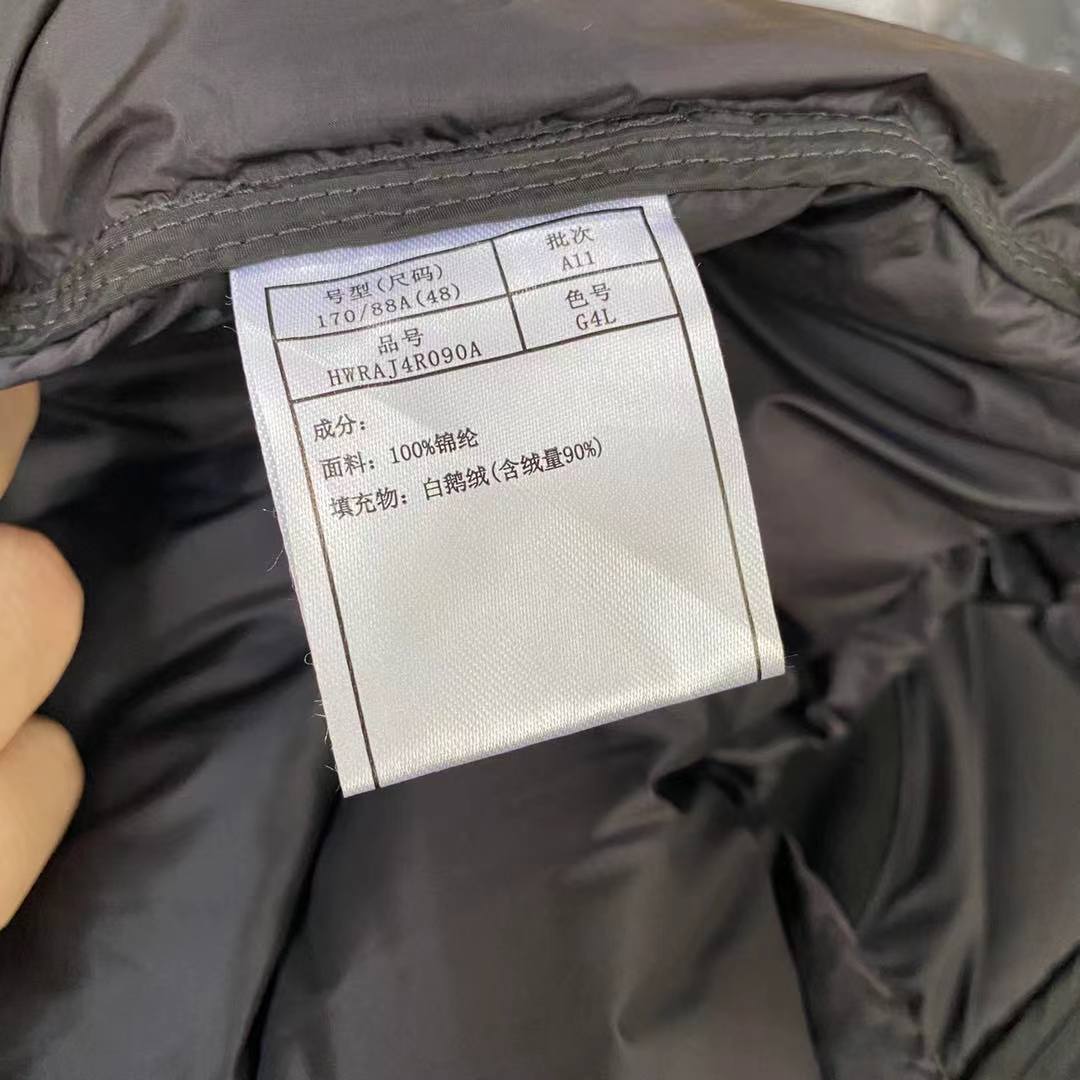 号型(尺码)
170/88A(48)
批次
A11
品号
HWRAJ4R090A
色号
G4L
成分：
面料：100%锦纶
填充物：白鹅绒(含绒量90%)